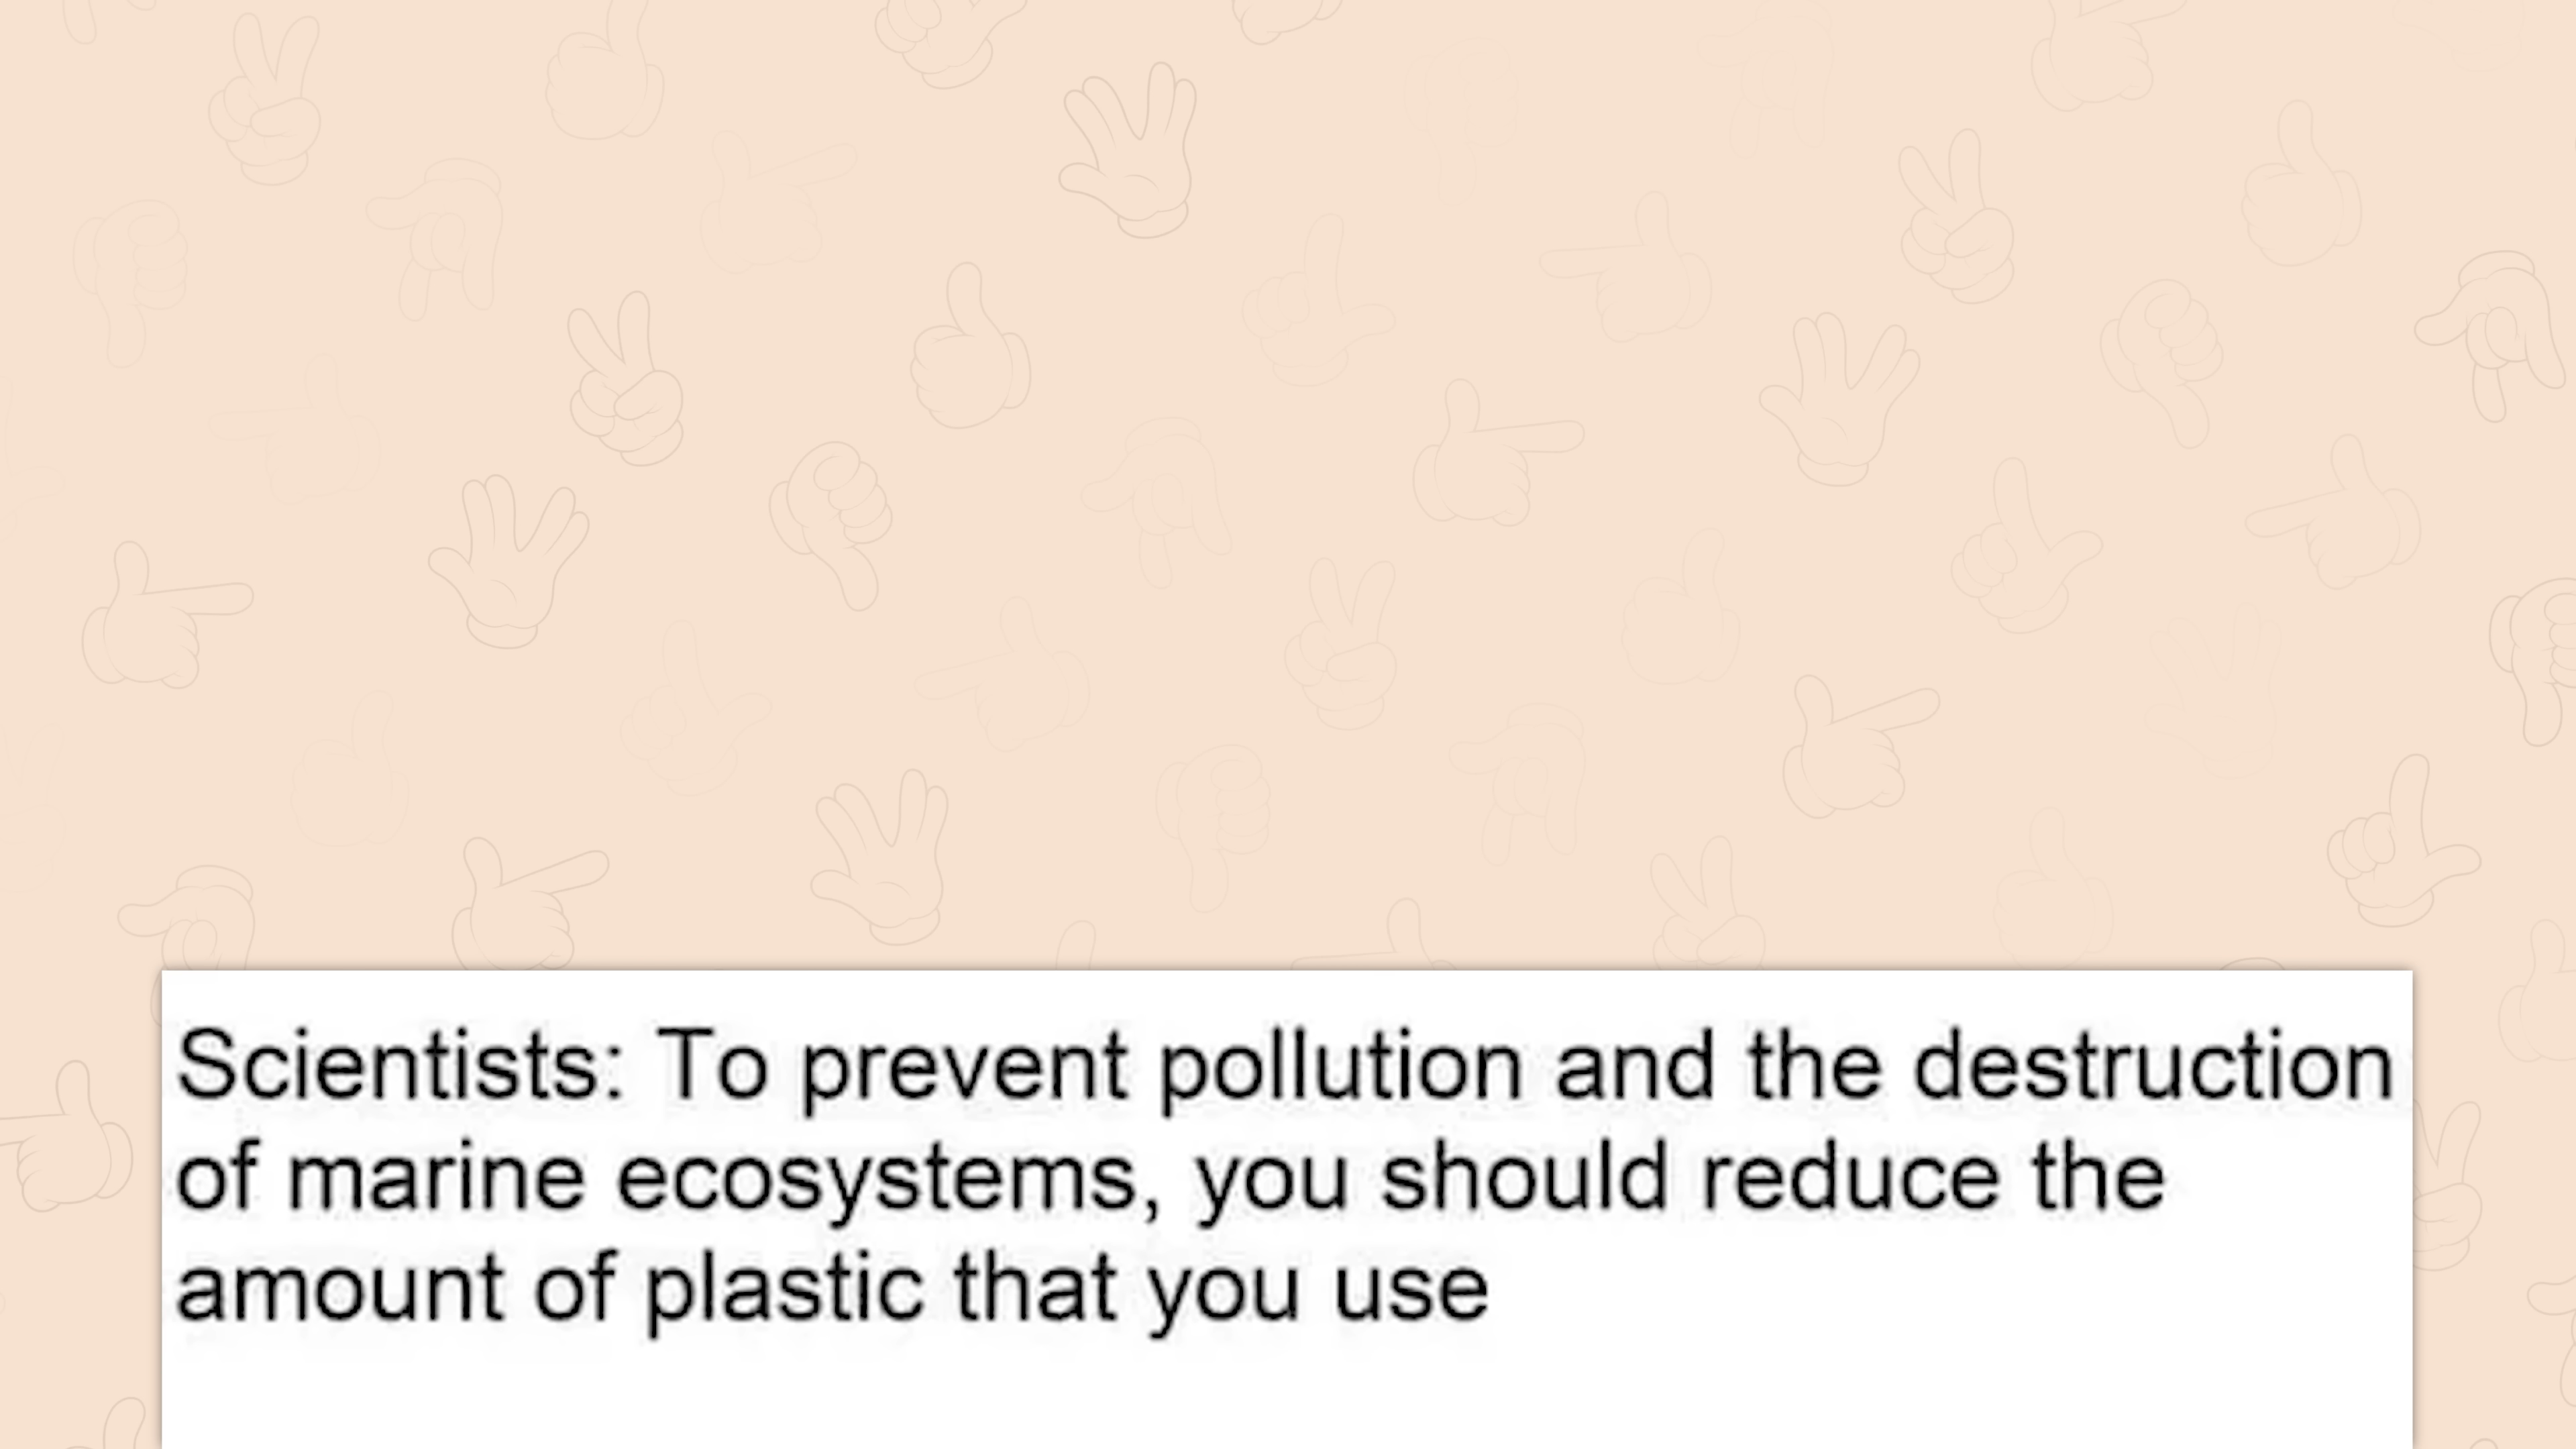 Scientists: To prevent pollution and the destruction
of marine ecosystems, you should reduce the
amount of plastic that you use